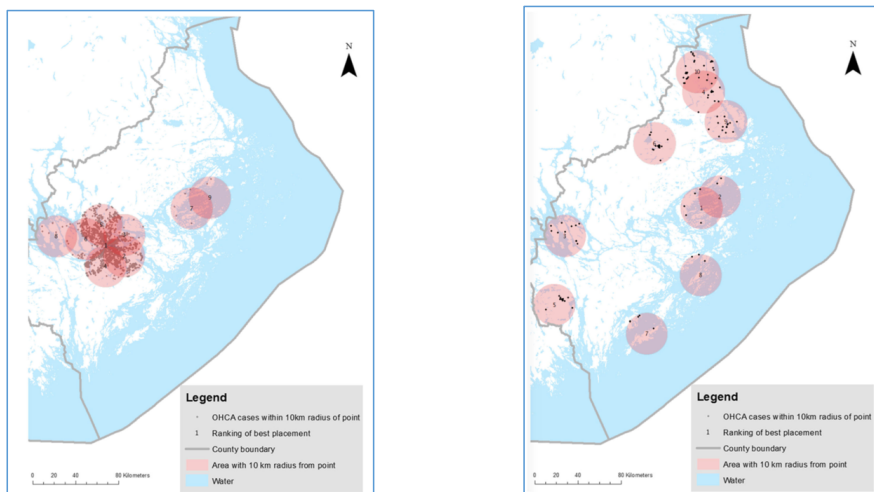 N
Legend
OHCA cases within 10km radius of point
1 Ranking of best placement
County boundary
Area with 10 km radius from point
Water
0 20 40 80 Kilometers
N
Legend
OHCA cases within 10km radius of point
1 Ranking of best placement
County boundary
Area with 10 km radius from point
Water
0 20 40 80 Kilometers